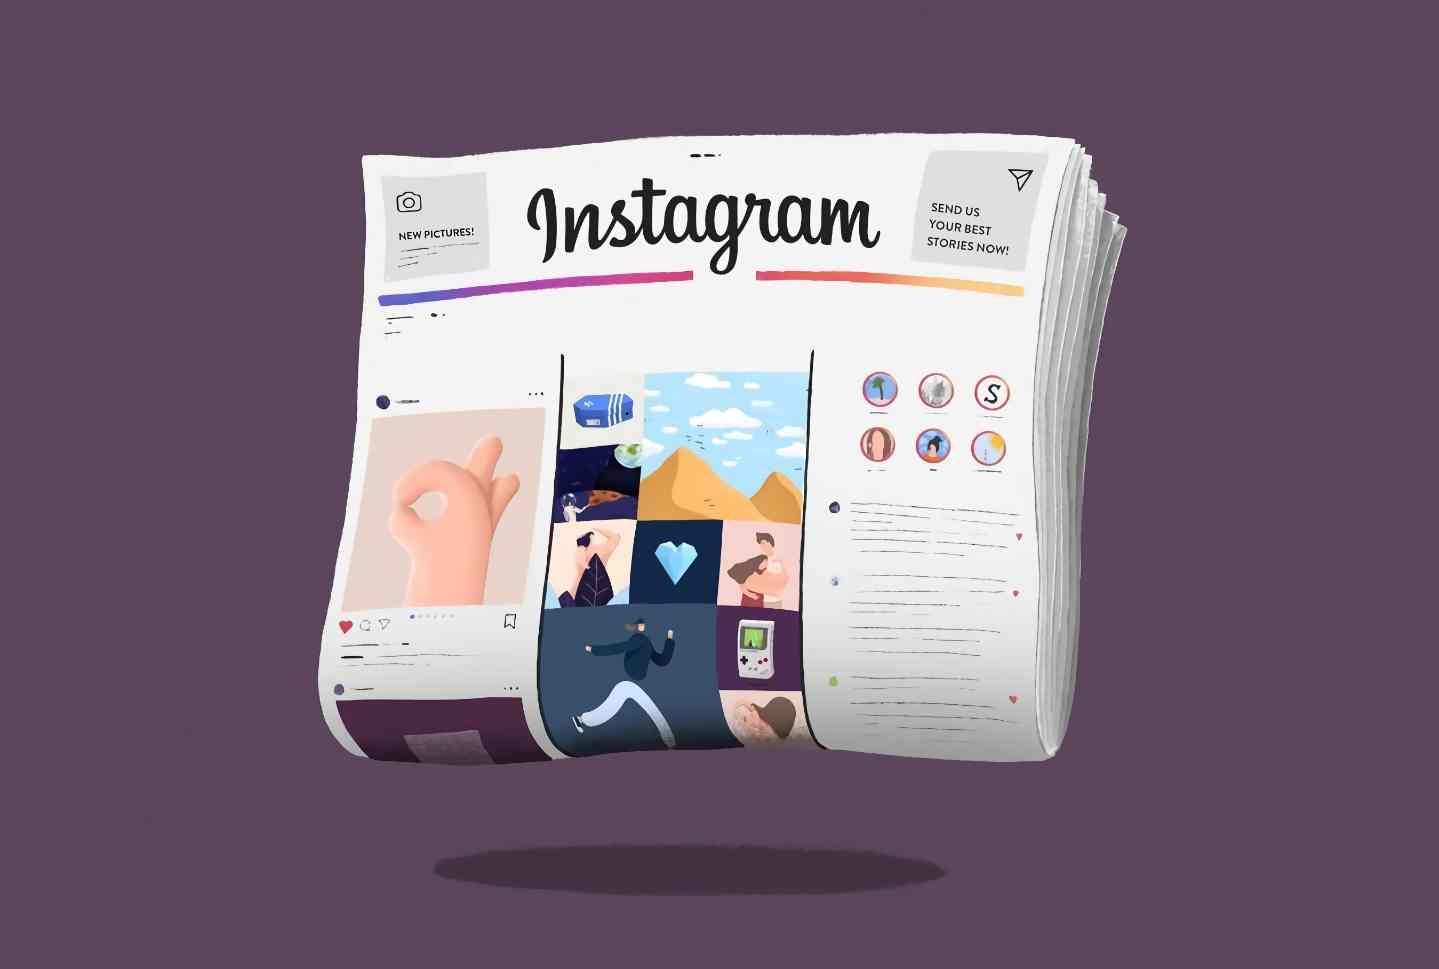 NEW PICTURES!
Instagram
SEND US
YOUR BEST
STORIES NOW!
S